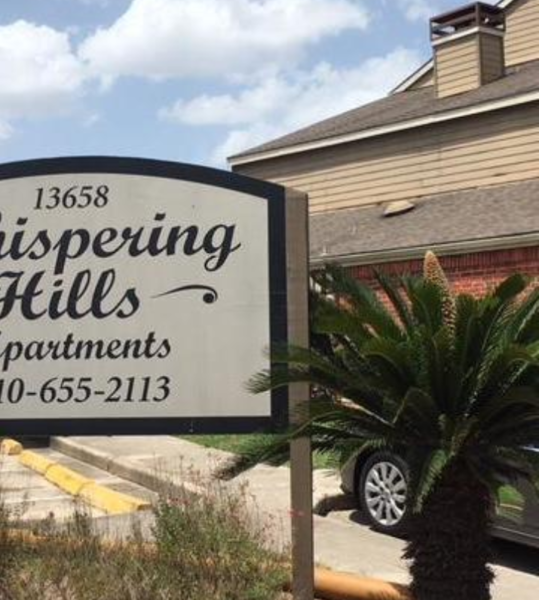 13658
hispering
Hills
partments
10-655-2113